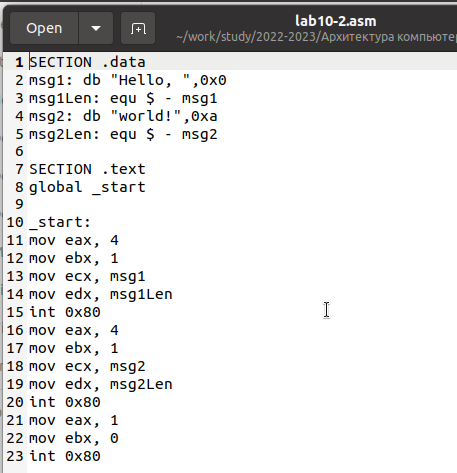 Open
lab10-2.asm
~/work/study/2022-2023/Архитектура компьютер
1 SECTION .data
2 msg1: db "Hello, ",0x0
3 msg1Len: equ $ - msg1
4 msg2: db "world!",0xa
5 msg2Len: equ $ - msg2
6
7 SECTION .text
8 global _start
9
10 _start:
11 mov eax, 4
12 mov ebx, 1
13 mov ecx, msg1
14 mov edx, msg1Len
15 int 0x80
16 mov eax, 4
17 mov ebx, 1
18 mov ecx, msg2
19 mov edx, msg2Len
20 int 0x80
21 mov eax, 1
22 mov ebx, 0
23 int 0x80